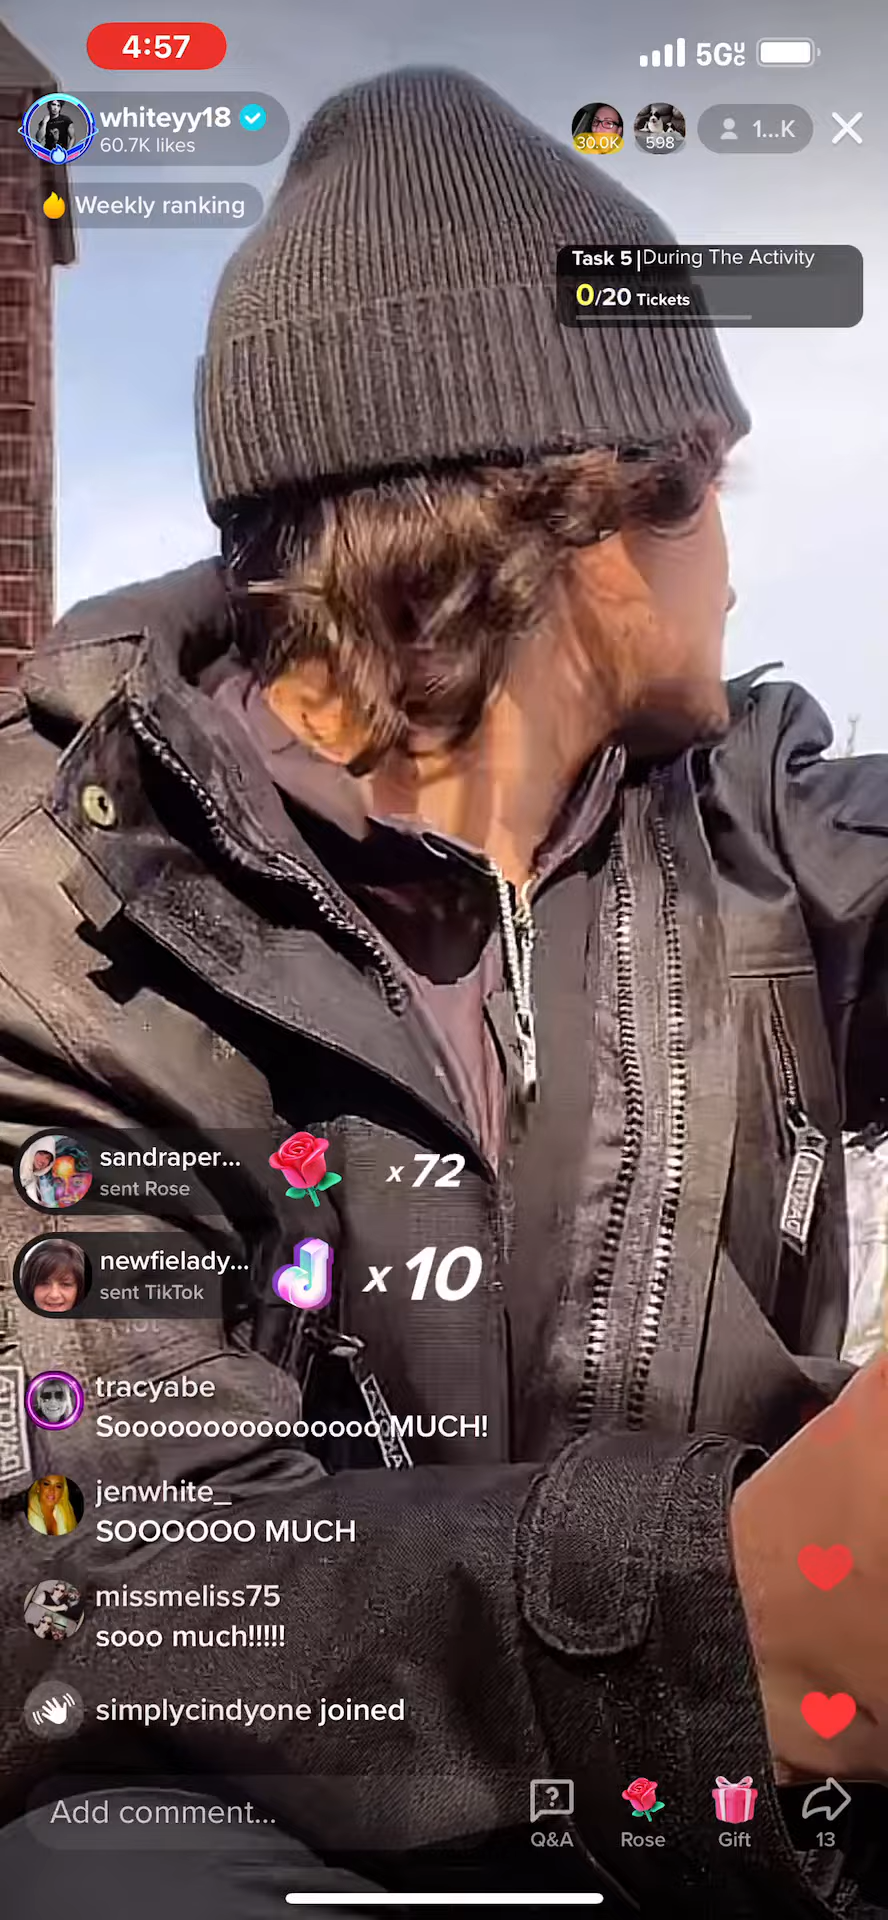 4:57
5G
whiteyy18
60.7K likes
30.0K
598
1...K
Weekly ranking
Task 5 | During The Activity
0/20 Tickets
sandraper...
sent Rose
x 72
newfielady...
sent TikTok
x 10
tracyabe
Sooooooooooooooo MUCH!
jenwhite_
SOOOOOO MUCH
missmeliss75
sooo much!!!!!
simplycindyone joined
Add comment...
Q&A
Rose
Gift
13